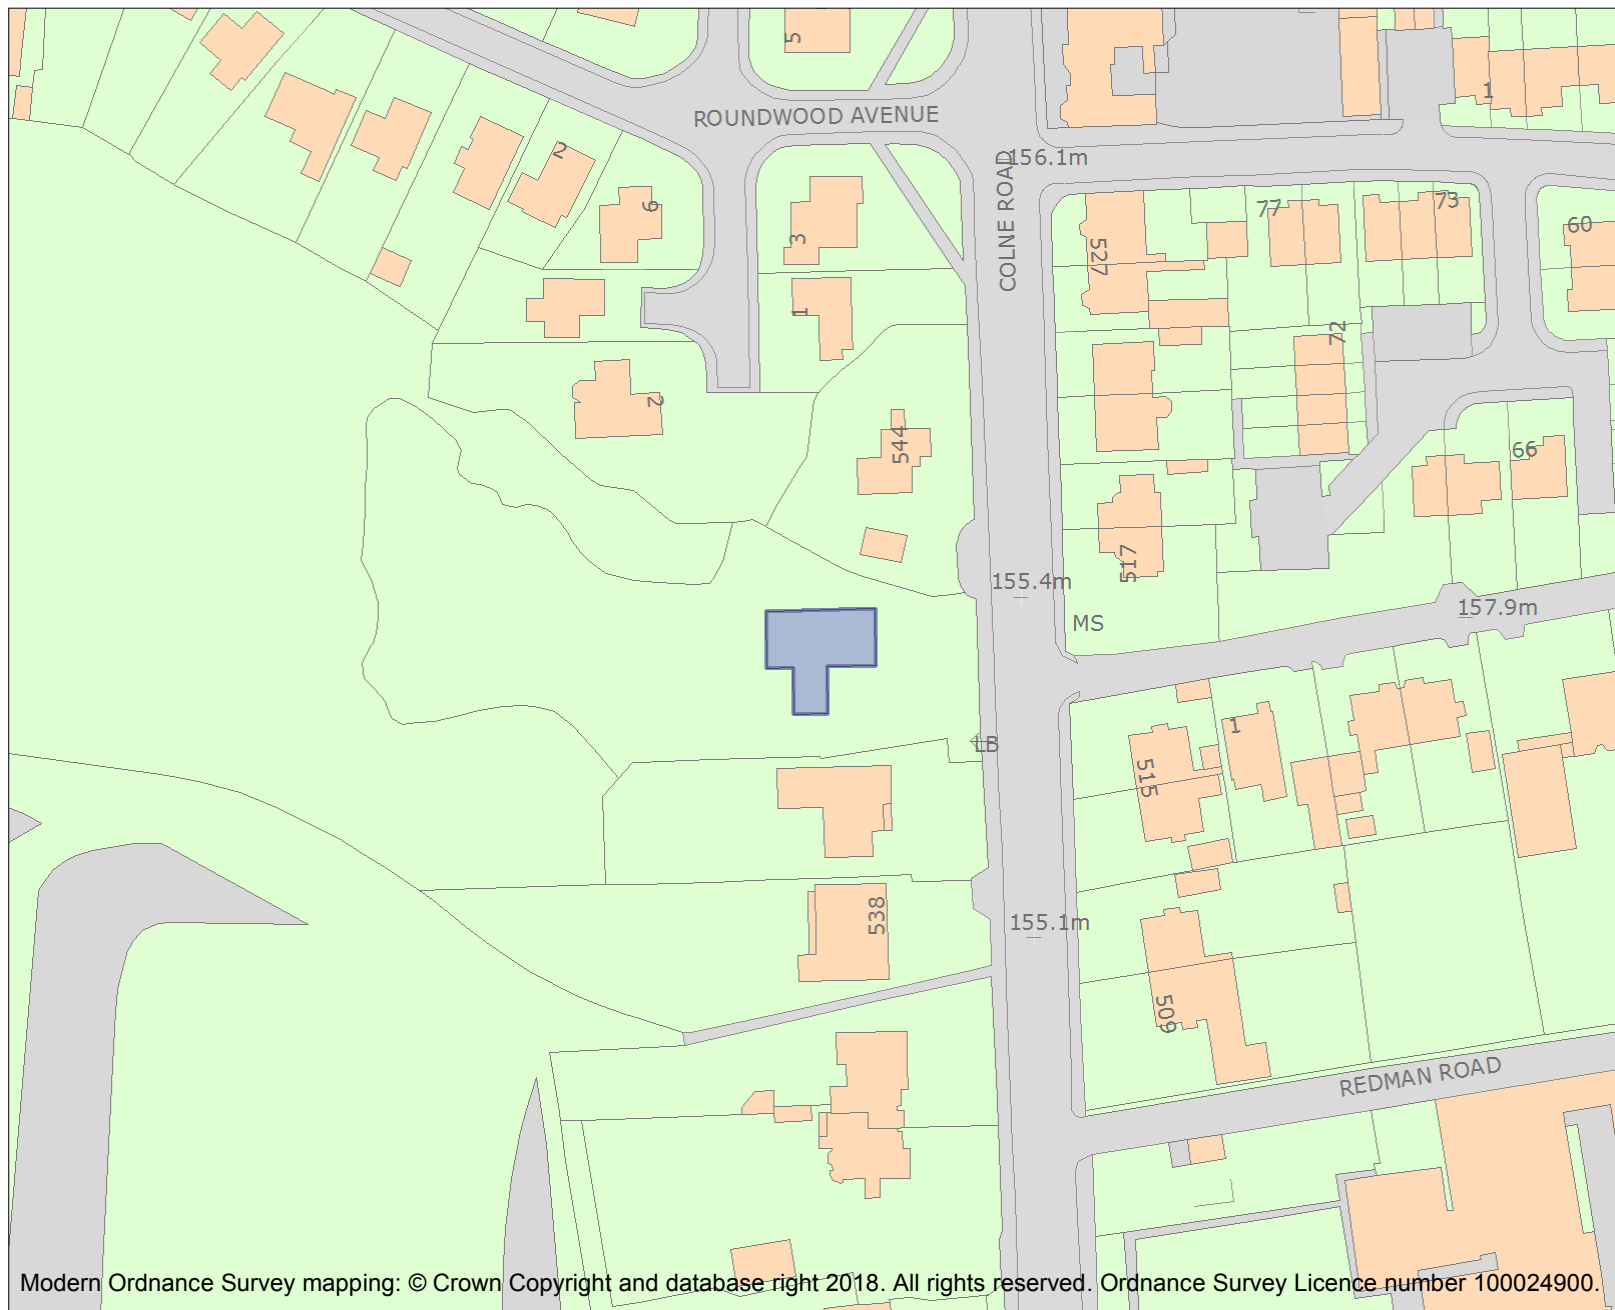 5
1
ROUNDWOOD AVENUE
COLNE ROAD
156.1m
2
6
3
527
77
73
60
1
72
2
544
66
517
155.4m
MS
157.9m
LB
1
515
538
155.1m
509
REDMAN ROAD
Modern Ordnance Survey mapping: © Crown Copyright and database right 2018. All rights reserved. Ordnance Survey Licence number 100024900.